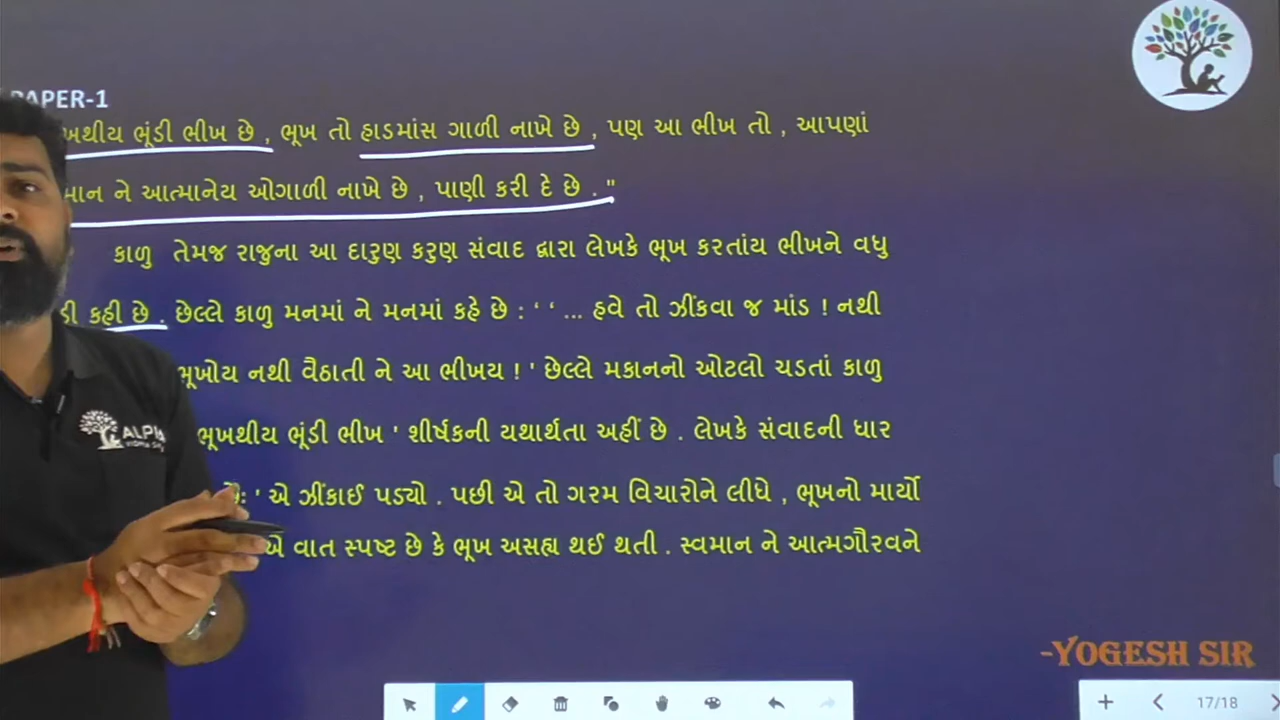 PAPER-1
ભૂંડી ભીખ છે , ભૂખ તો હાડમાંસ ગાળી નાખે છે , પણ આ ભીખ તો , આપણાં
ને આત્માનેય ઓગાળી નાખે છે , પાણી કરી દે છે . "
કાળુ તેમજ રાજુના આ દારુણ કરુણ સંવાદ દ્વારા લેખકે ભૂખ કરતાંય ભીખને વધુ
કહી છે . છેલ્લે કાળુ મનમાં ને મનમાં કહે છે : ‘ ‘ ... હવે તો ઝીંકવા જ માંડ ! નથી
ભૂખોય નથી વૈઠાતી ને આ ભીખય ! ' છેલ્લે મકાનનો ઓટલો ચડતાં કાળુ
ભૂખથીય ભૂંડી ભીખ ' શીર્ષકની યથાર્થતા અહીં છે . લેખકે સંવાદની ધાર
' એ ઝીંકાઈ પડ્યો . પછી એ તો ગરમ વિચારોને લીધે , ભૂખનો માર્યો
એ વાત સ્પષ્ટ છે કે ભૂખ અસહ્ય થઈ થતી . સ્વમાન ને આત્મગૌરવને
-YOGESH SIR
17/18